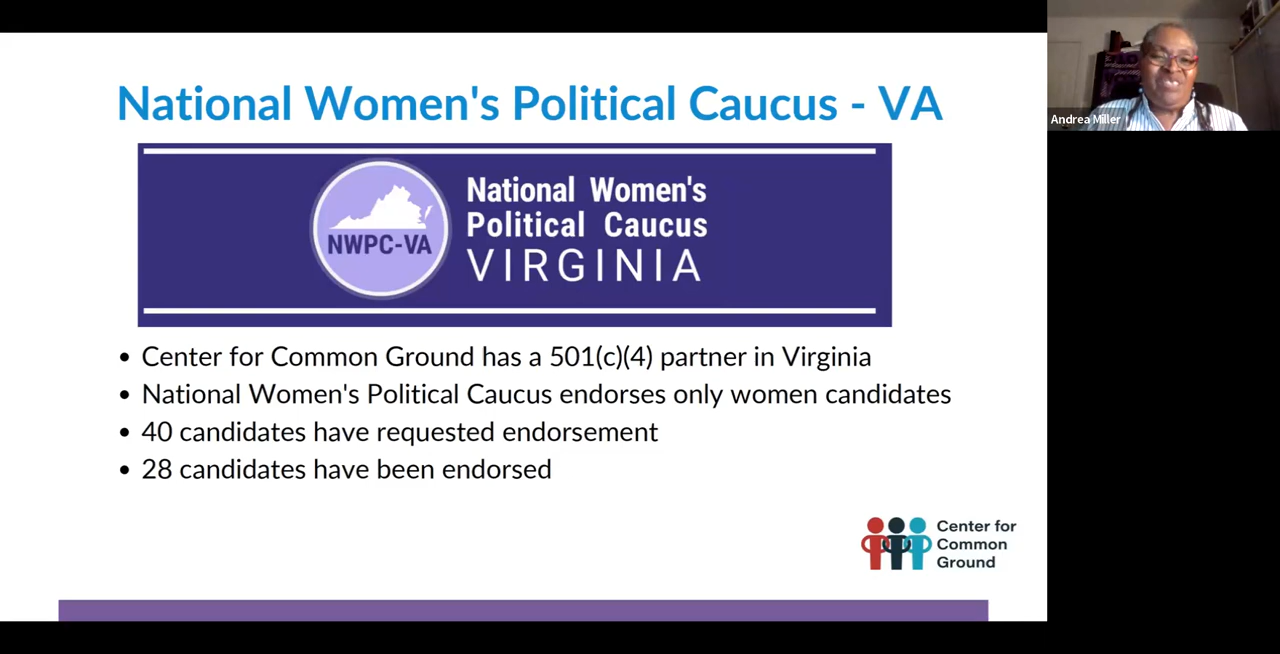 National Women's Political Caucus - VA
NWPC-VA
National Women's
Political Caucus
VIRGINIA
• Center for Common Ground has a 501(c)(4) partner in Virginia
• National Women's Political Caucus endorses only women candidates
• 40 candidates have requested endorsement
• 28 candidates have been endorsed
Center for
Common
Ground
Andrea Miller